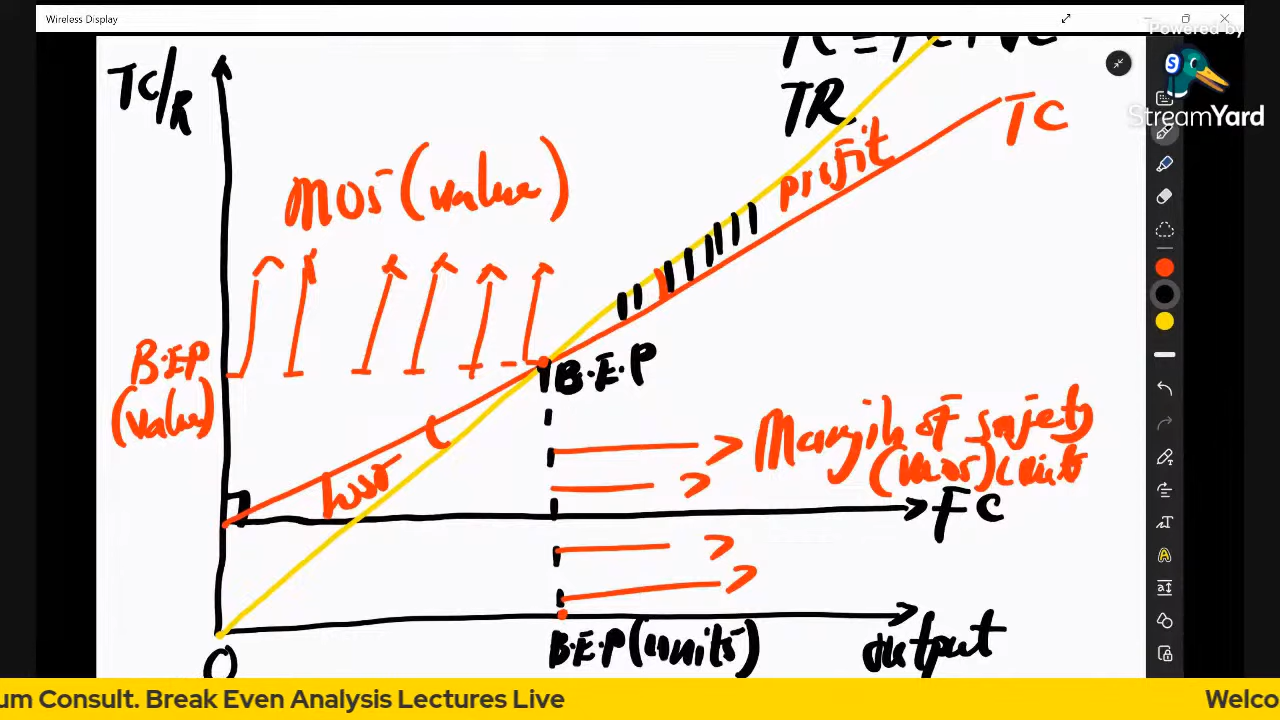 Wireless Display
Powered by
StreamYard
TC/R
TR
TC
MOS (value)
profit
B.E.P
(value)
B.E.P
Loss
Margin of safety
(mos) units
FC
B.E.P (units)
output
O
um Consult. Break Even Analysis Lectures Live
Welco